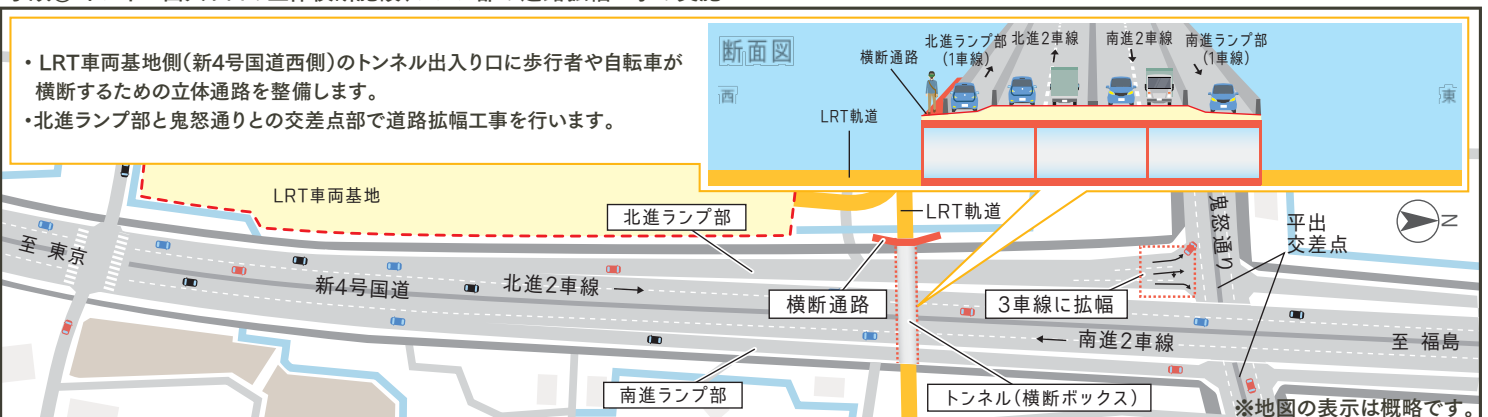 ・LRT車両基地側(新4号国道西側)のトンネル出入り口に歩行者や自転車が
横断するための立体通路を整備します。
・北進ランプ部と鬼怒通りとの交差点部で道路拡幅工事を行います。
断面図
西
東
横断通路
北進ランプ部
(1車線)
北進2車線
南進2車線
南進ランプ部
(1車線)
LRT軌道
LRT車両基地
北進ランプ部
LRT軌道
鬼怒通り
平出
交差点
N
至 東京
新4号国道
北進2車線
横断通路
3車線に拡幅
南進2車線
至 福島
南進ランプ部
トンネル(横断ボックス)
※地図の表示は概略です。